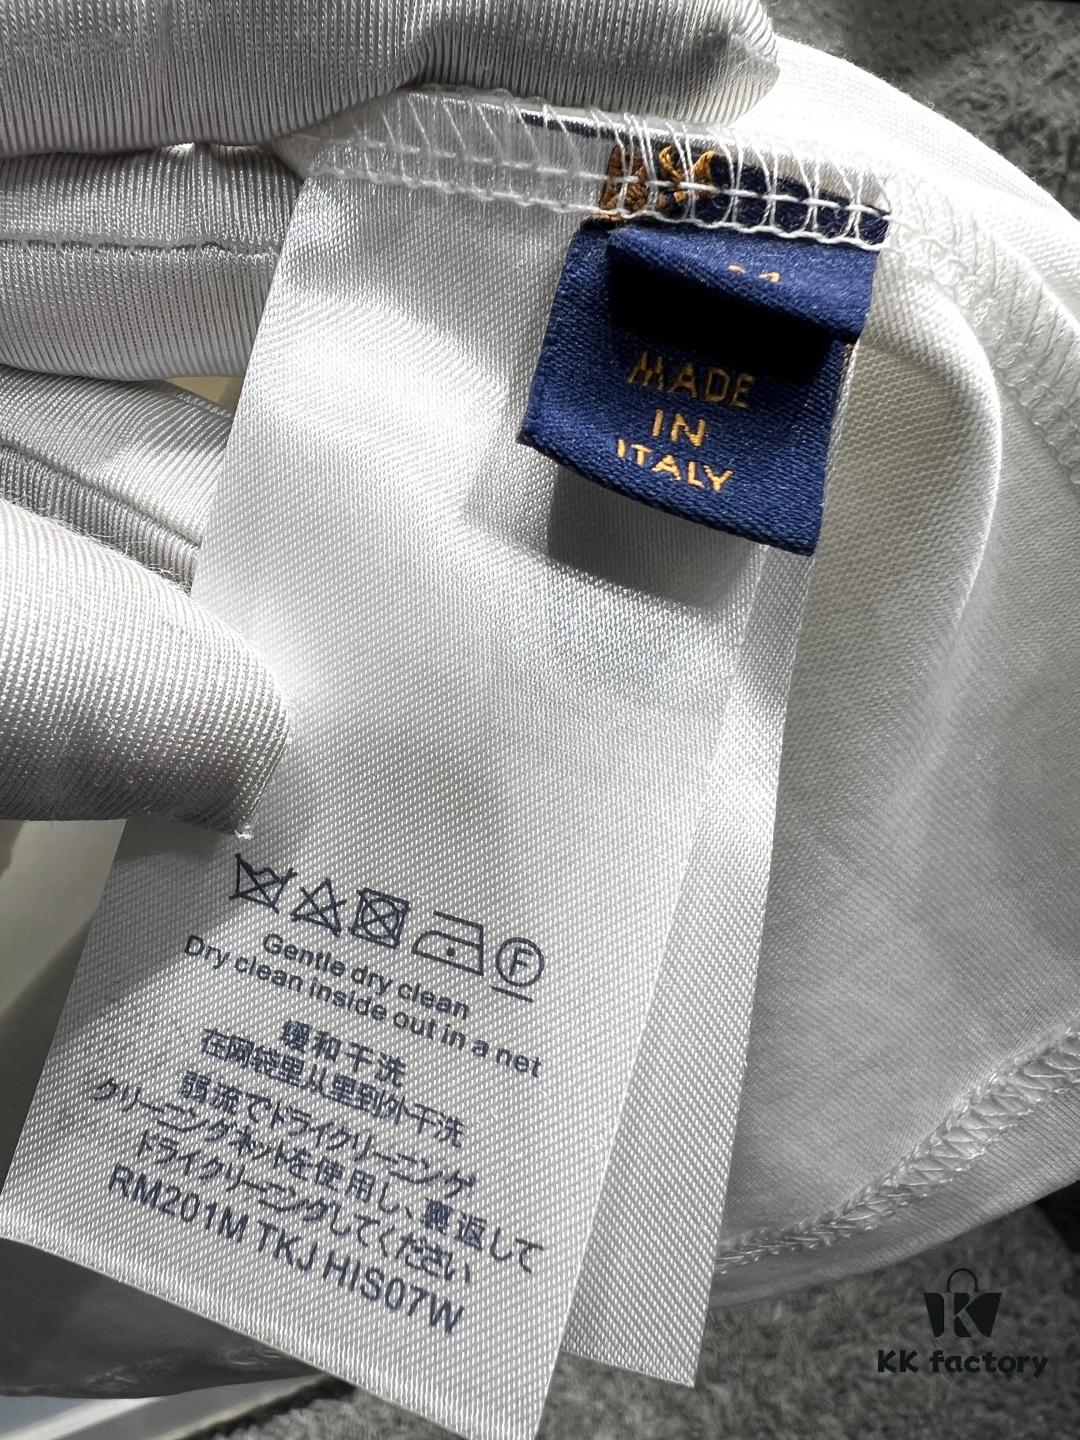 MADE
IN
ITALY
F
Gentle dry clean
Dry clean inside out in a net
缓和干洗
在网袋里从里到外干洗
弱流でドライクリーニング
クリーニングネットを使用し、裏返して
ドライクリーニングしてください
RM201M TKJ HIS07W
K
KK factory